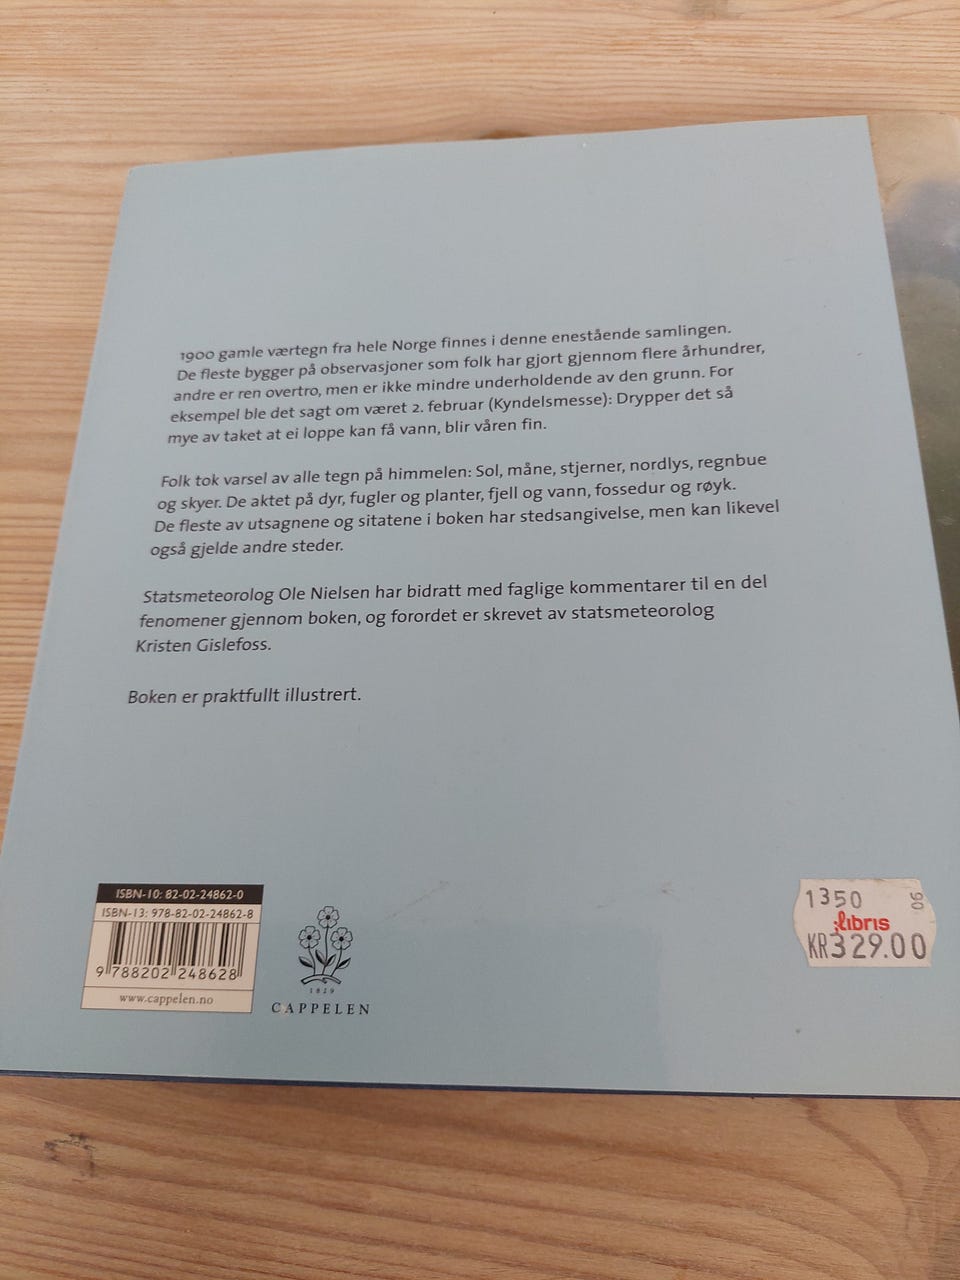 1900 gamle værtegn fra hele Norge finnes i denne enestående samlingen.
De fleste bygger på observasjoner som folk har gjort gjennom flere århundrer,
andre er ren overtro, men er ikke mindre underholdende av den grunn. For
eksempel ble det sagt om været 2. februar (Kyndelsmesse): Drypper det så
mye av taket at ei loppe kan få vann, blir våren fin.
Folk tok varsel av alle tegn på himmelen: Sol, måne, stjerner, nordlys, regnbue
og skyer. De aktet på dyr, fugler og planter, fjell og vann, fossedur og røyk.
De fleste av utsagnene og sitatene i boken har stedsangivelse, men kan likevel
også gjelde andre steder.
Statsmeteorolog Ole Nielsen har bidratt med faglige kommentarer til en del
fenomener gjennom boken, og forordet er skrevet av statsmeteorolog
Kristen Gislefoss.
Boken er praktfullt illustrert.
ISBN-10: 82-02-24862-0
ISBN-13: 978-82-02-24862-8
9 788202 248628
www.cappelen.no
1829
CAPPELEN
1350
06
libris
KR329.00